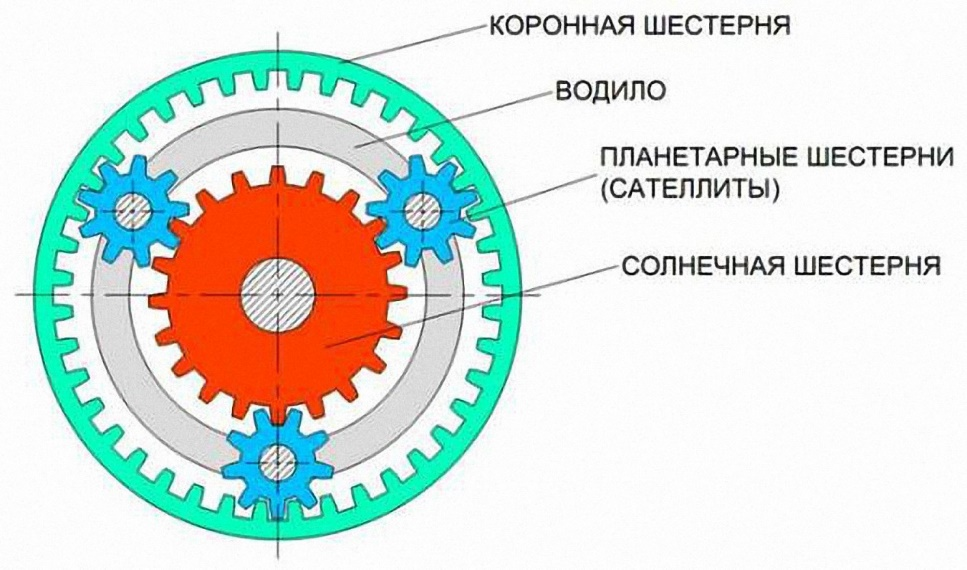 КОРОННАЯ ШЕСТЕРНЯ
ВОДИЛО
ПЛАНЕТАРНЫЕ ШЕСТЕРНИ
(САТЕЛЛИТЫ)
СОЛНЕЧНАЯ ШЕСТЕРНЯ